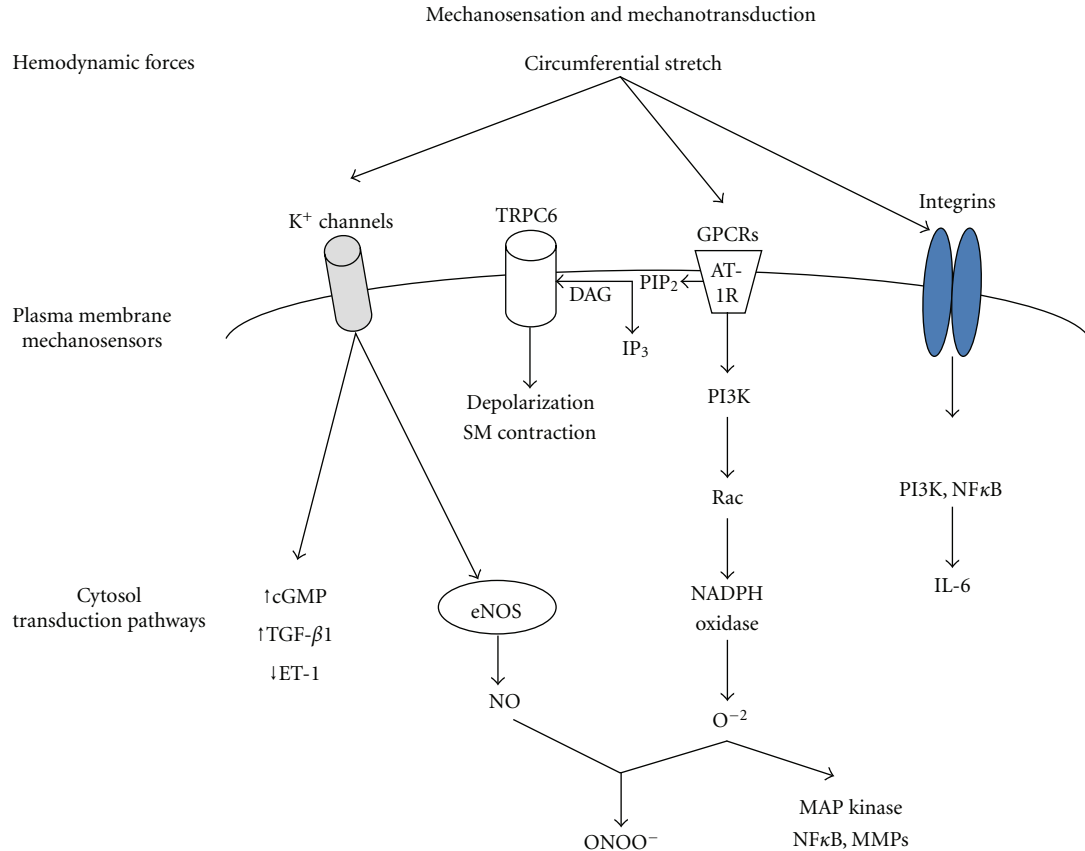 Mechanosensation and mechanotransduction
Hemodynamic forces
Circumferential stretch
K⁺ channels
TRPC6
GPCRs
Integrins
AT-
1R
PIP₂
DAG
IP₃
Plasma membrane
mechanosensors
Depolarization
SM contraction
PI3K
Rac
NADPH
oxidase
O⁻²
PI3K, NFκB
IL-6
Cytosol
transduction pathways
↑cGMP
↑TGF-β1
↓ET-1
eNOS
NO
ONOO⁻
MAP kinase
NFκB, MMPs